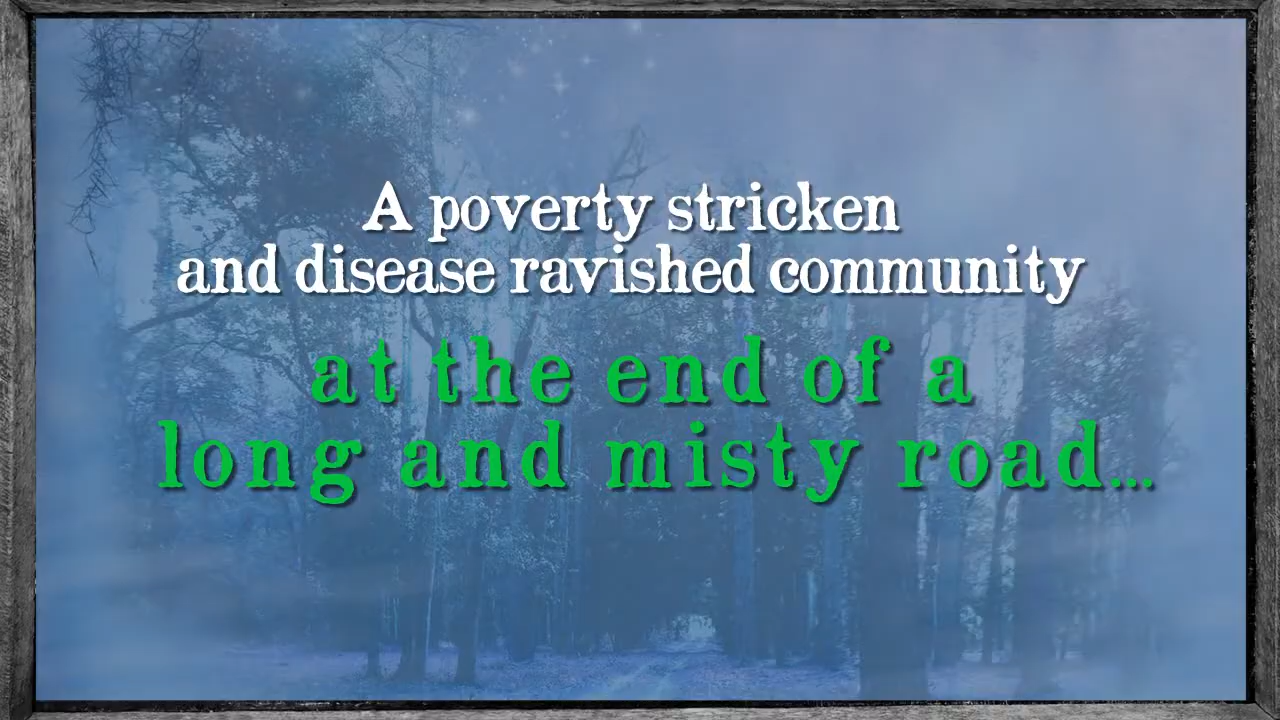 A poverty stricken
and disease ravished community
at the end of a
long and misty road...